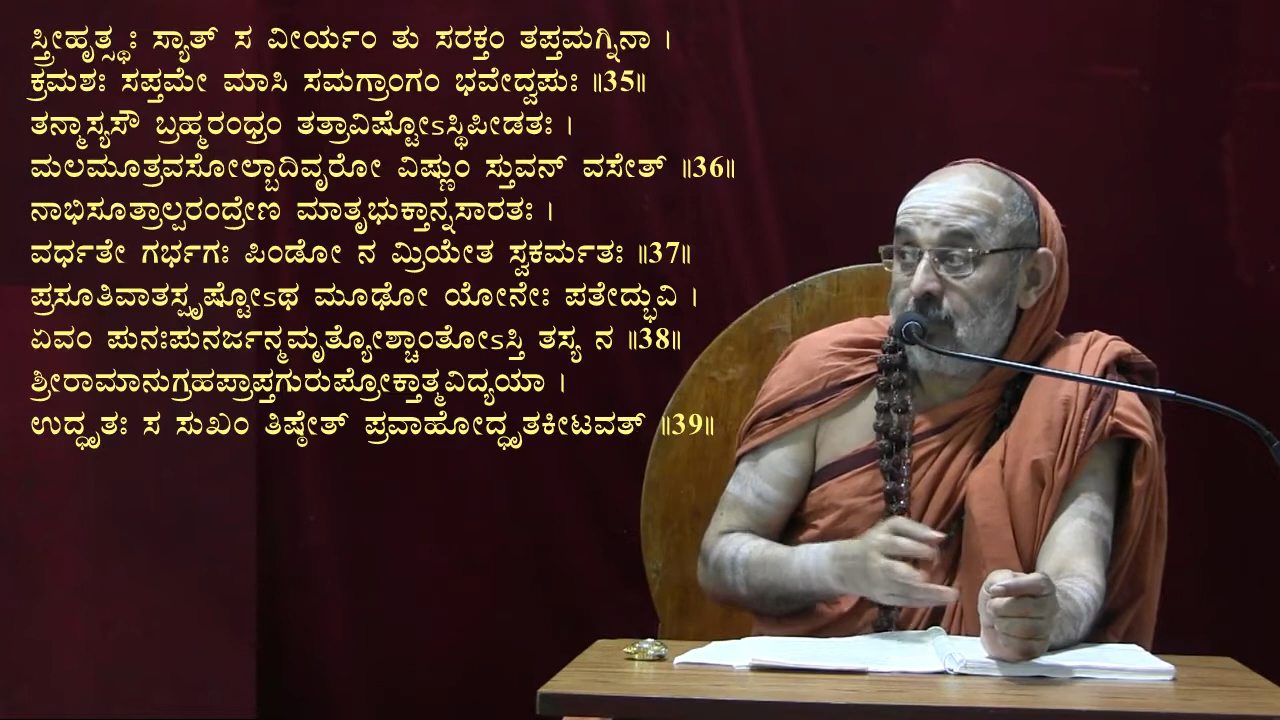 ಸ್ತ್ರೀಹೃತ್ಸ್ಥಃ ಸ್ಯಾತ್ ಸ ವೀರ್ಯಂ ತು ಸರಕ್ತಂ ತಪ್ತಮಗ್ನಿನಾ ।
ಕ್ರಮಶಃ ಸಪ್ತಮೇ ಮಾಸಿ ಸಮಗ್ರಾಂಗಂ ಭವೇದ್ವಪುಃ ॥35॥
ತನ್ಮಾಸ್ಯಸೌ ಬ್ರಹ್ಮರಂಧ್ರಂ ತತ್ರಾವಿಷ್ಟೋಽಸ್ಥಿಪೀಡತಃ ।
ಮಲಮೂತ್ರವಸೋಲ್ಬಾದಿವೃರೋ ವಿಷ್ಣುಂ ಸ್ತುವನ್ ವಸೇತ್ ॥36॥
ನಾಭಿಸೂತ್ರಾಲ್ಪರಂದ್ರೇಣ ಮಾತೃಭುಕ್ತಾನ್ನಸಾರತಃ ।
ವರ್ಧತೇ ಗರ್ಭಗಃ ಪಿಂಡೋ ನ ಮ್ರಿಯೇತ ಸ್ವಕರ್ಮತಃ ॥37॥
ಪ್ರಸೂತಿವಾತಸ್ಪೃಷ್ಟೋಽಥ ಮೂಢೋ ಯೋನೇಃ ಪತೇದ್ಭುವಿ ।
ಏವಂ ಪುನಃಪುನರ್ಜನ್ಮಮೃತ್ಯೋಶ್ಚಾಂತೋಽಸ್ತಿ ತಸ್ಯ ನ ॥38॥
ಶ್ರೀರಾಮಾನುಗ್ರಹಪ್ರಾಪ್ತಗುರುಪ್ರೋಕ್ತಾತ್ಮವಿದ್ಯಯಾ ।
ಉದ್ಧೃತಃ ಸ ಸುಖಂ ತಿಷ್ಠೇತ್ ಪ್ರವಾಹೋದ್ಧೃತಕೀಟವತ್ ॥39॥